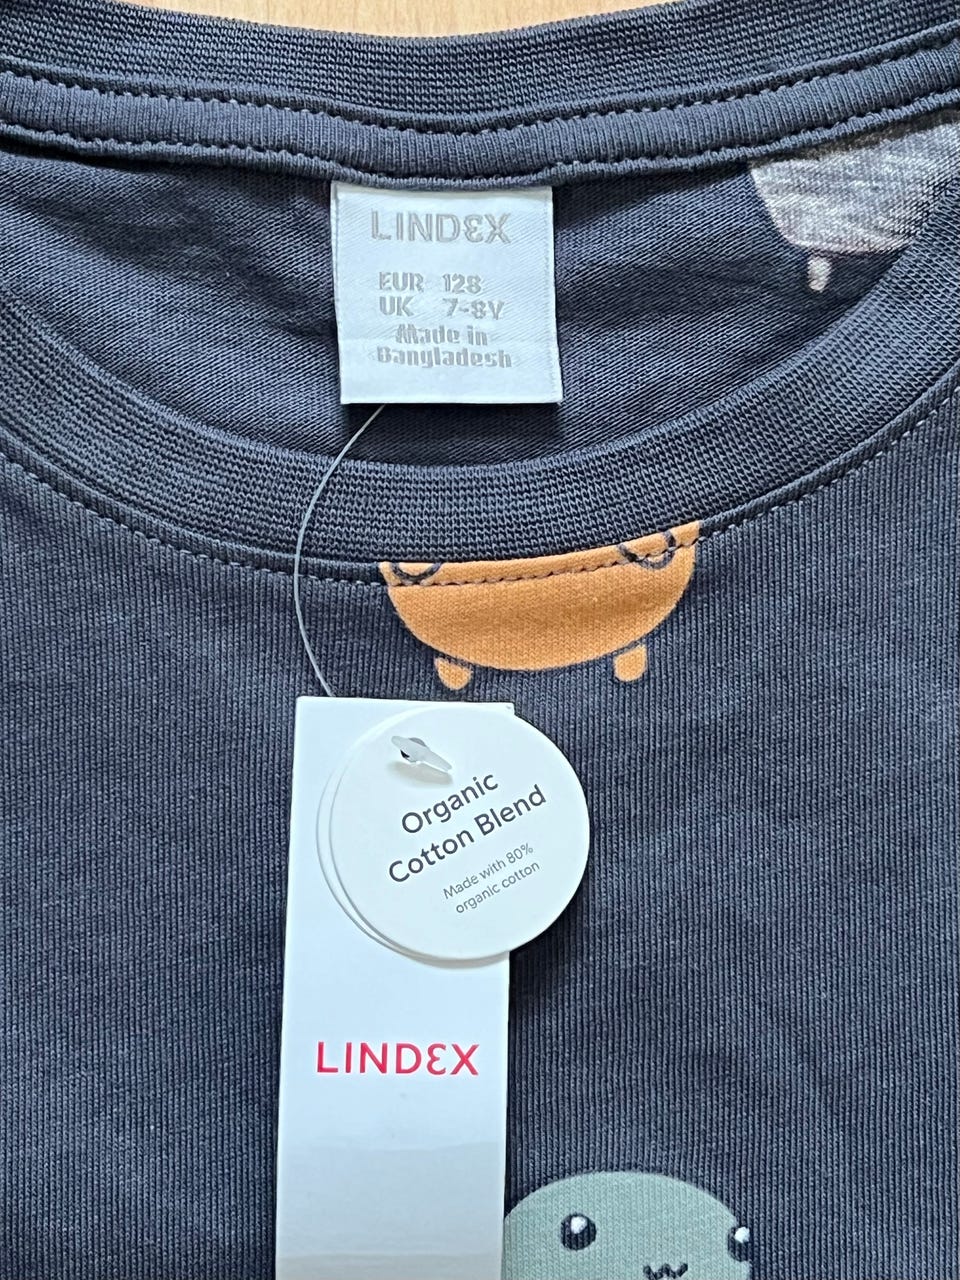 LINDEX
EUR 128
UK 7-8Y
Made in
Bangladesh
Organic
Cotton Blend
Made with 80%
organic cotton
LINDEX